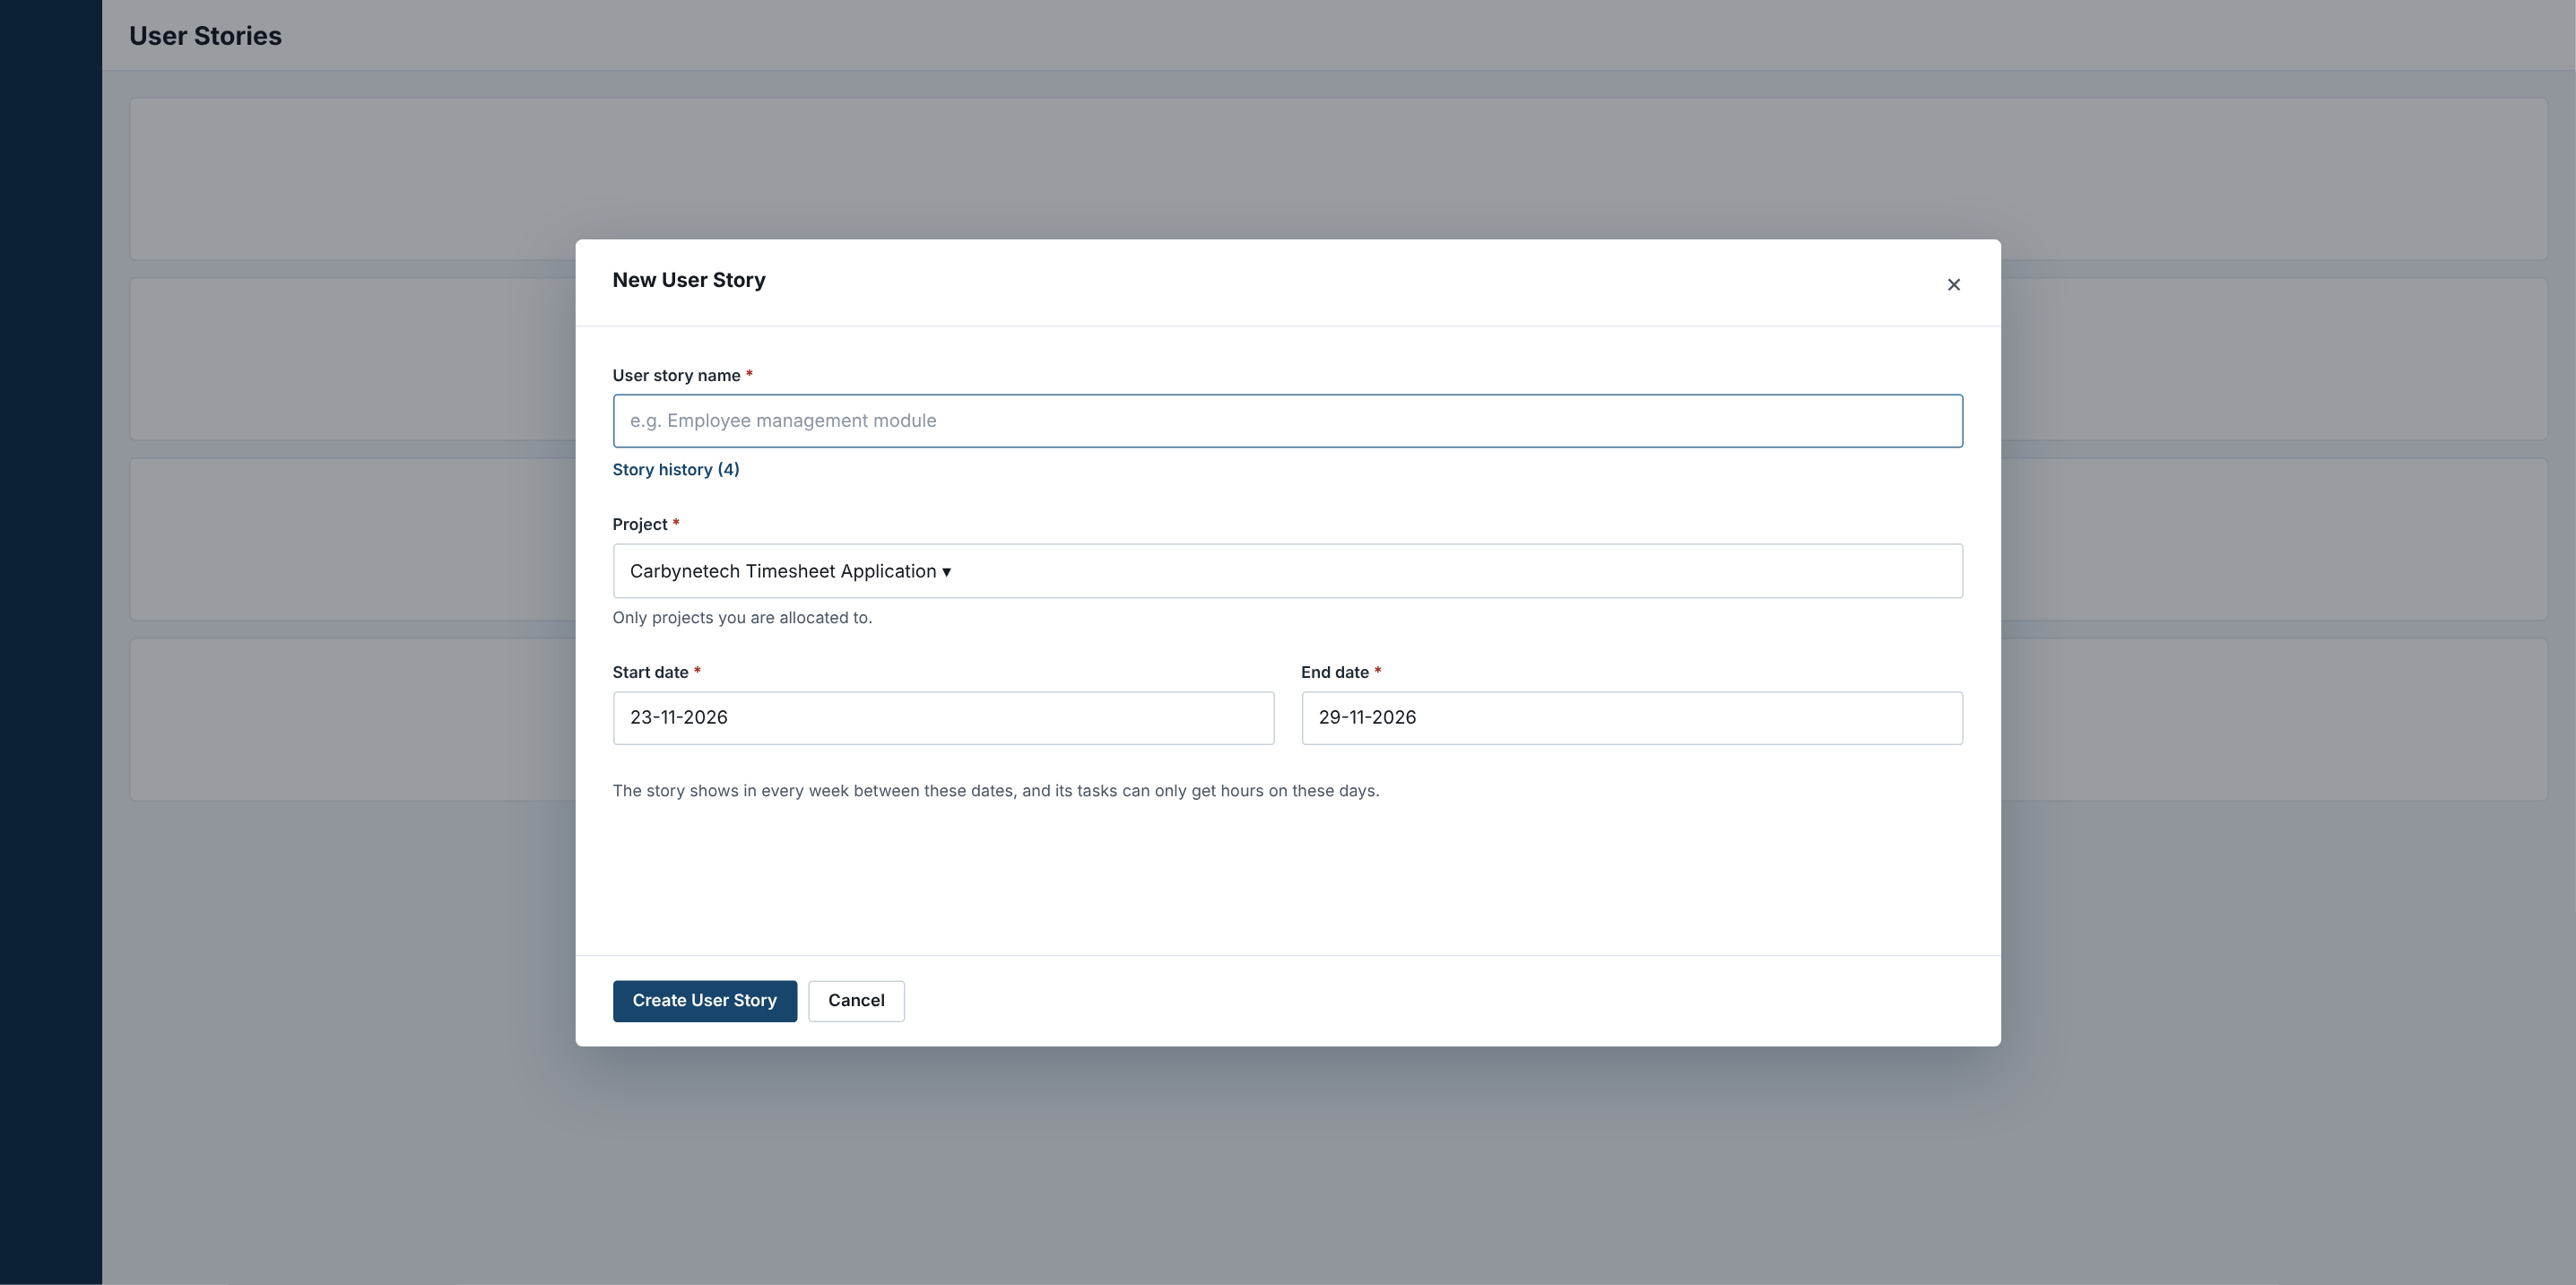 User Stories
New User Story
×
User story name *
e.g. Employee management module
Story history (4)
Project *
Carbynetech Timesheet Application ▾
Only projects you are allocated to.
Start date *
End date *
23-11-2026
29-11-2026
The story shows in every week between these dates, and its tasks can only get hours on these days.
Create User Story
Cancel